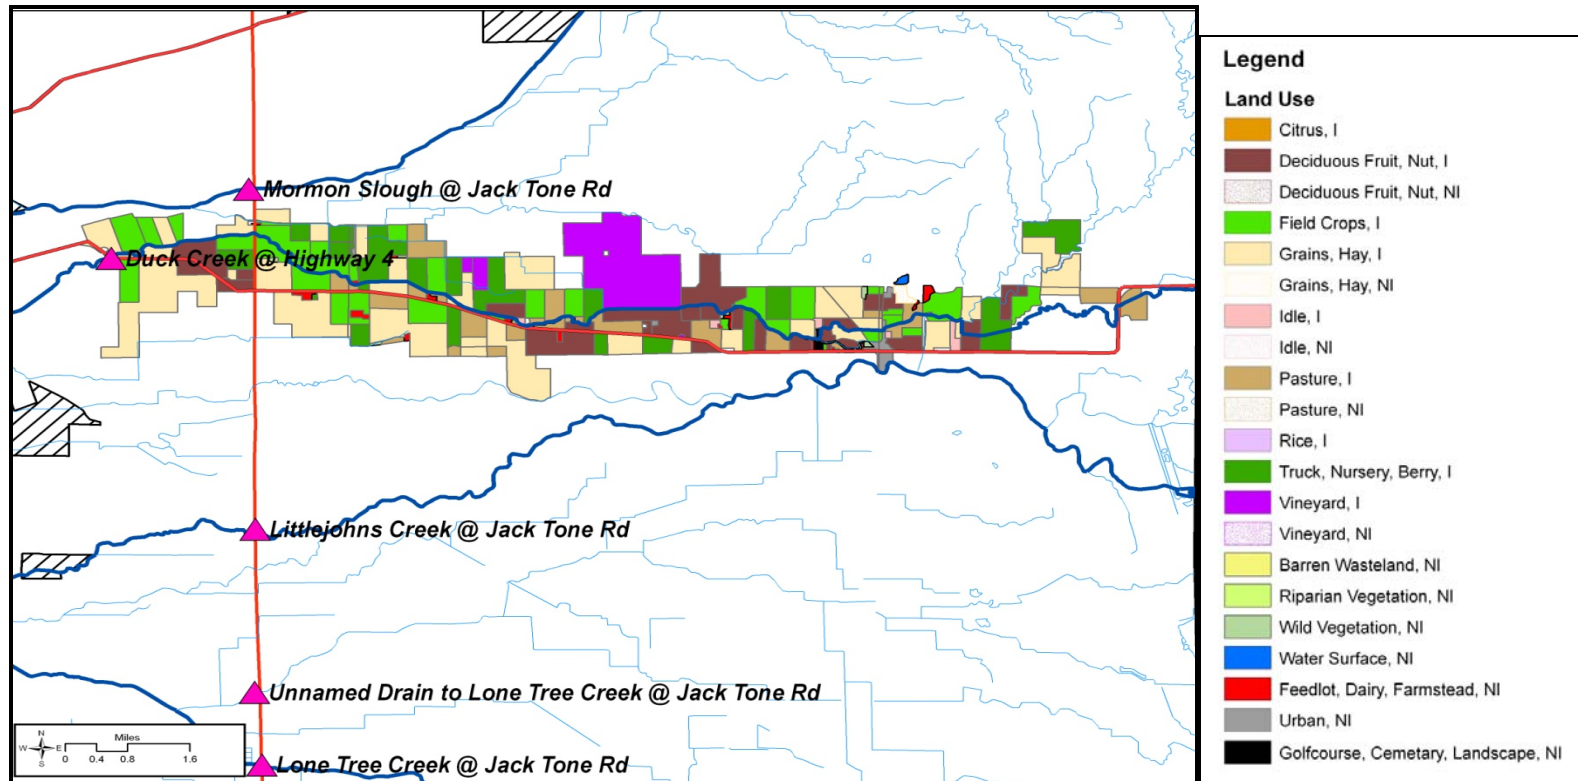 Mormon Slough @ Jack Tone Rd
Duck Creek @ Highway 4
Littlejohns Creek @ Jack Tone Rd
Unnamed Drain to Lone Tree Creek @ Jack Tone Rd
Lone Tree Creek @ Jack Tone Rd
N
W E
S
Miles
0 0.4 0.8 1.6
Legend
Land Use
Citrus, I
Deciduous Fruit, Nut, I
Deciduous Fruit, Nut, NI
Field Crops, I
Grains, Hay, I
Grains, Hay, NI
Idle, I
Idle, NI
Pasture, I
Pasture, NI
Rice, I
Truck, Nursery, Berry, I
Vineyard, I
Vineyard, NI
Barren Wasteland, NI
Riparian Vegetation, NI
Wild Vegetation, NI
Water Surface, NI
Feedlot, Dairy, Farmstead, NI
Urban, NI
Golfcourse, Cemetary, Landscape, NI